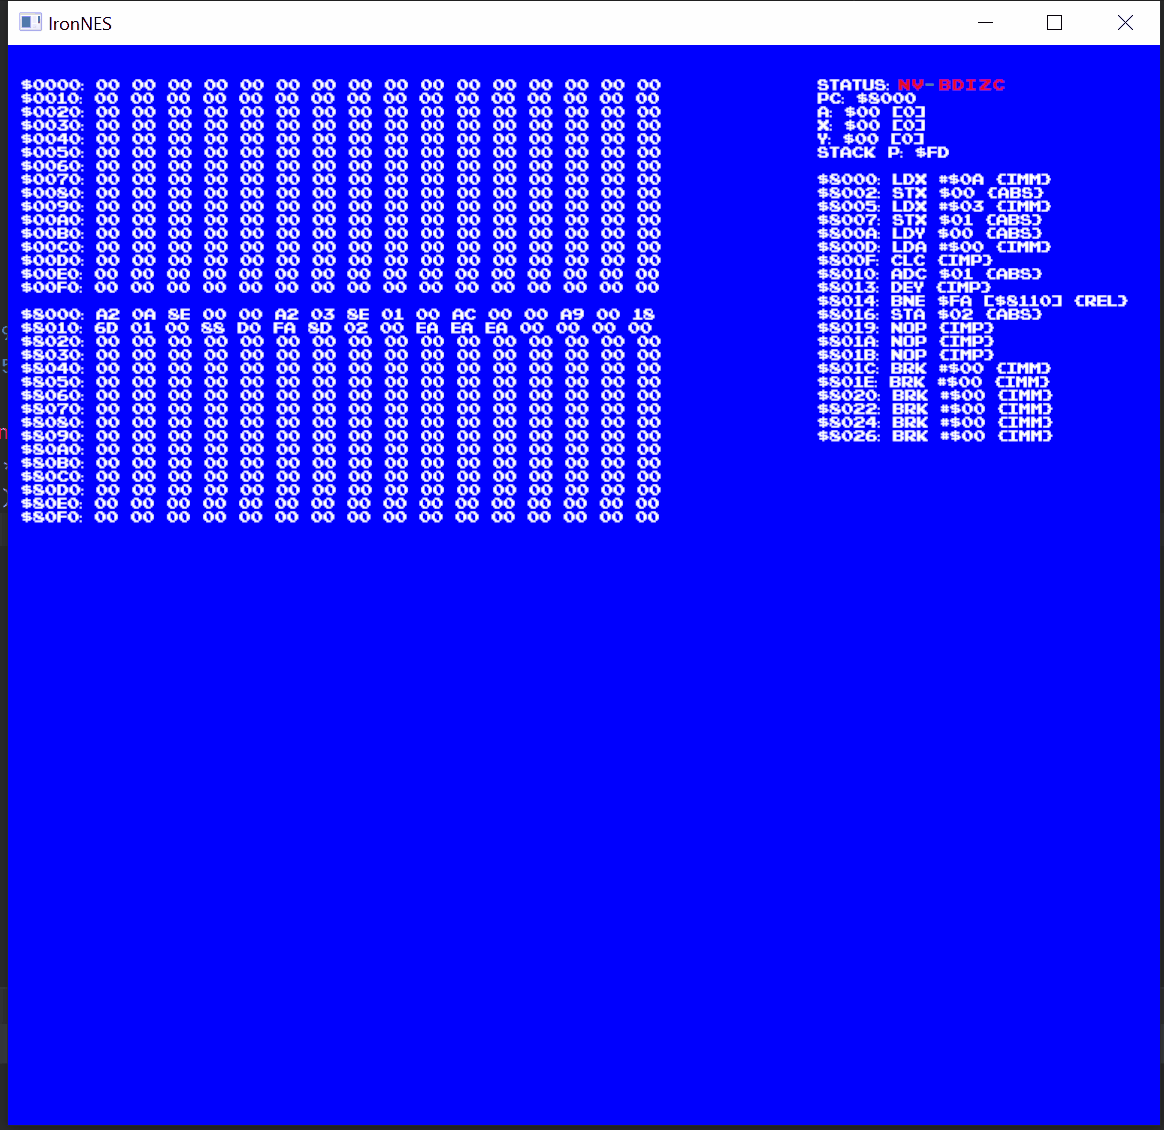 IronNES
$0000: 00 00 00 00 00 00 00 00 00 00 00 00 00 00 00 00
$0010: 00 00 00 00 00 00 00 00 00 00 00 00 00 00 00 00
$0020: 00 00 00 00 00 00 00 00 00 00 00 00 00 00 00 00
$0030: 00 00 00 00 00 00 00 00 00 00 00 00 00 00 00 00
$0040: 00 00 00 00 00 00 00 00 00 00 00 00 00 00 00 00
$0050: 00 00 00 00 00 00 00 00 00 00 00 00 00 00 00 00
$0060: 00 00 00 00 00 00 00 00 00 00 00 00 00 00 00 00
$0070: 00 00 00 00 00 00 00 00 00 00 00 00 00 00 00 00
$0080: 00 00 00 00 00 00 00 00 00 00 00 00 00 00 00 00
$0090: 00 00 00 00 00 00 00 00 00 00 00 00 00 00 00 00
$00A0: 00 00 00 00 00 00 00 00 00 00 00 00 00 00 00 00
$00B0: 00 00 00 00 00 00 00 00 00 00 00 00 00 00 00 00
$00C0: 00 00 00 00 00 00 00 00 00 00 00 00 00 00 00 00
$00D0: 00 00 00 00 00 00 00 00 00 00 00 00 00 00 00 00
$00E0: 00 00 00 00 00 00 00 00 00 00 00 00 00 00 00 00
$00F0: 00 00 00 00 00 00 00 00 00 00 00 00 00 00 00 00
$8000: A2 0A 8E 00 00 A2 03 8E 01 00 AC 00 00 A9 00 18
$8010: 6D 01 00 88 D0 FA 8D 02 00 EA EA EA 00 00 00 00
$8020: 00 00 00 00 00 00 00 00 00 00 00 00 00 00 00 00
$8030: 00 00 00 00 00 00 00 00 00 00 00 00 00 00 00 00
$8040: 00 00 00 00 00 00 00 00 00 00 00 00 00 00 00 00
$8050: 00 00 00 00 00 00 00 00 00 00 00 00 00 00 00 00
$8060: 00 00 00 00 00 00 00 00 00 00 00 00 00 00 00 00
$8070: 00 00 00 00 00 00 00 00 00 00 00 00 00 00 00 00
$8080: 00 00 00 00 00 00 00 00 00 00 00 00 00 00 00 00
$8090: 00 00 00 00 00 00 00 00 00 00 00 00 00 00 00 00
$80A0: 00 00 00 00 00 00 00 00 00 00 00 00 00 00 00 00
$80B0: 00 00 00 00 00 00 00 00 00 00 00 00 00 00 00 00
$80C0: 00 00 00 00 00 00 00 00 00 00 00 00 00 00 00 00
$80D0: 00 00 00 00 00 00 00 00 00 00 00 00 00 00 00 00
$80E0: 00 00 00 00 00 00 00 00 00 00 00 00 00 00 00 00
$80F0: 00 00 00 00 00 00 00 00 00 00 00 00 00 00 00 00
STATUS: NV-BDIZC
PC: $8000
A: $00 [0]
X: $00 [0]
Y: $00 [0]
STACK P: $FD
$8000: LDX #$0A {IMM}
$8002: STX $00 {ABS}
$8005: LDX #$03 {IMM}
$8007: STX $01 {ABS}
$800A: LDY $00 {ABS}
$800D: LDA #$00 {IMM}
$800F: CLC {IMP}
$8010: ADC $01 {ABS}
$8013: DEY {IMP}
$8014: BNE $FA [$8110] {REL}
$8016: STA $02 {ABS}
$8019: NOP {IMP}
$801A: NOP {IMP}
$801B: NOP {IMP}
$801C: BRK #$00 {IMM}
$801E: BRK #$00 {IMM}
$8020: BRK #$00 {IMM}
$8022: BRK #$00 {IMM}
$8024: BRK #$00 {IMM}
$8026: BRK #$00 {IMM}